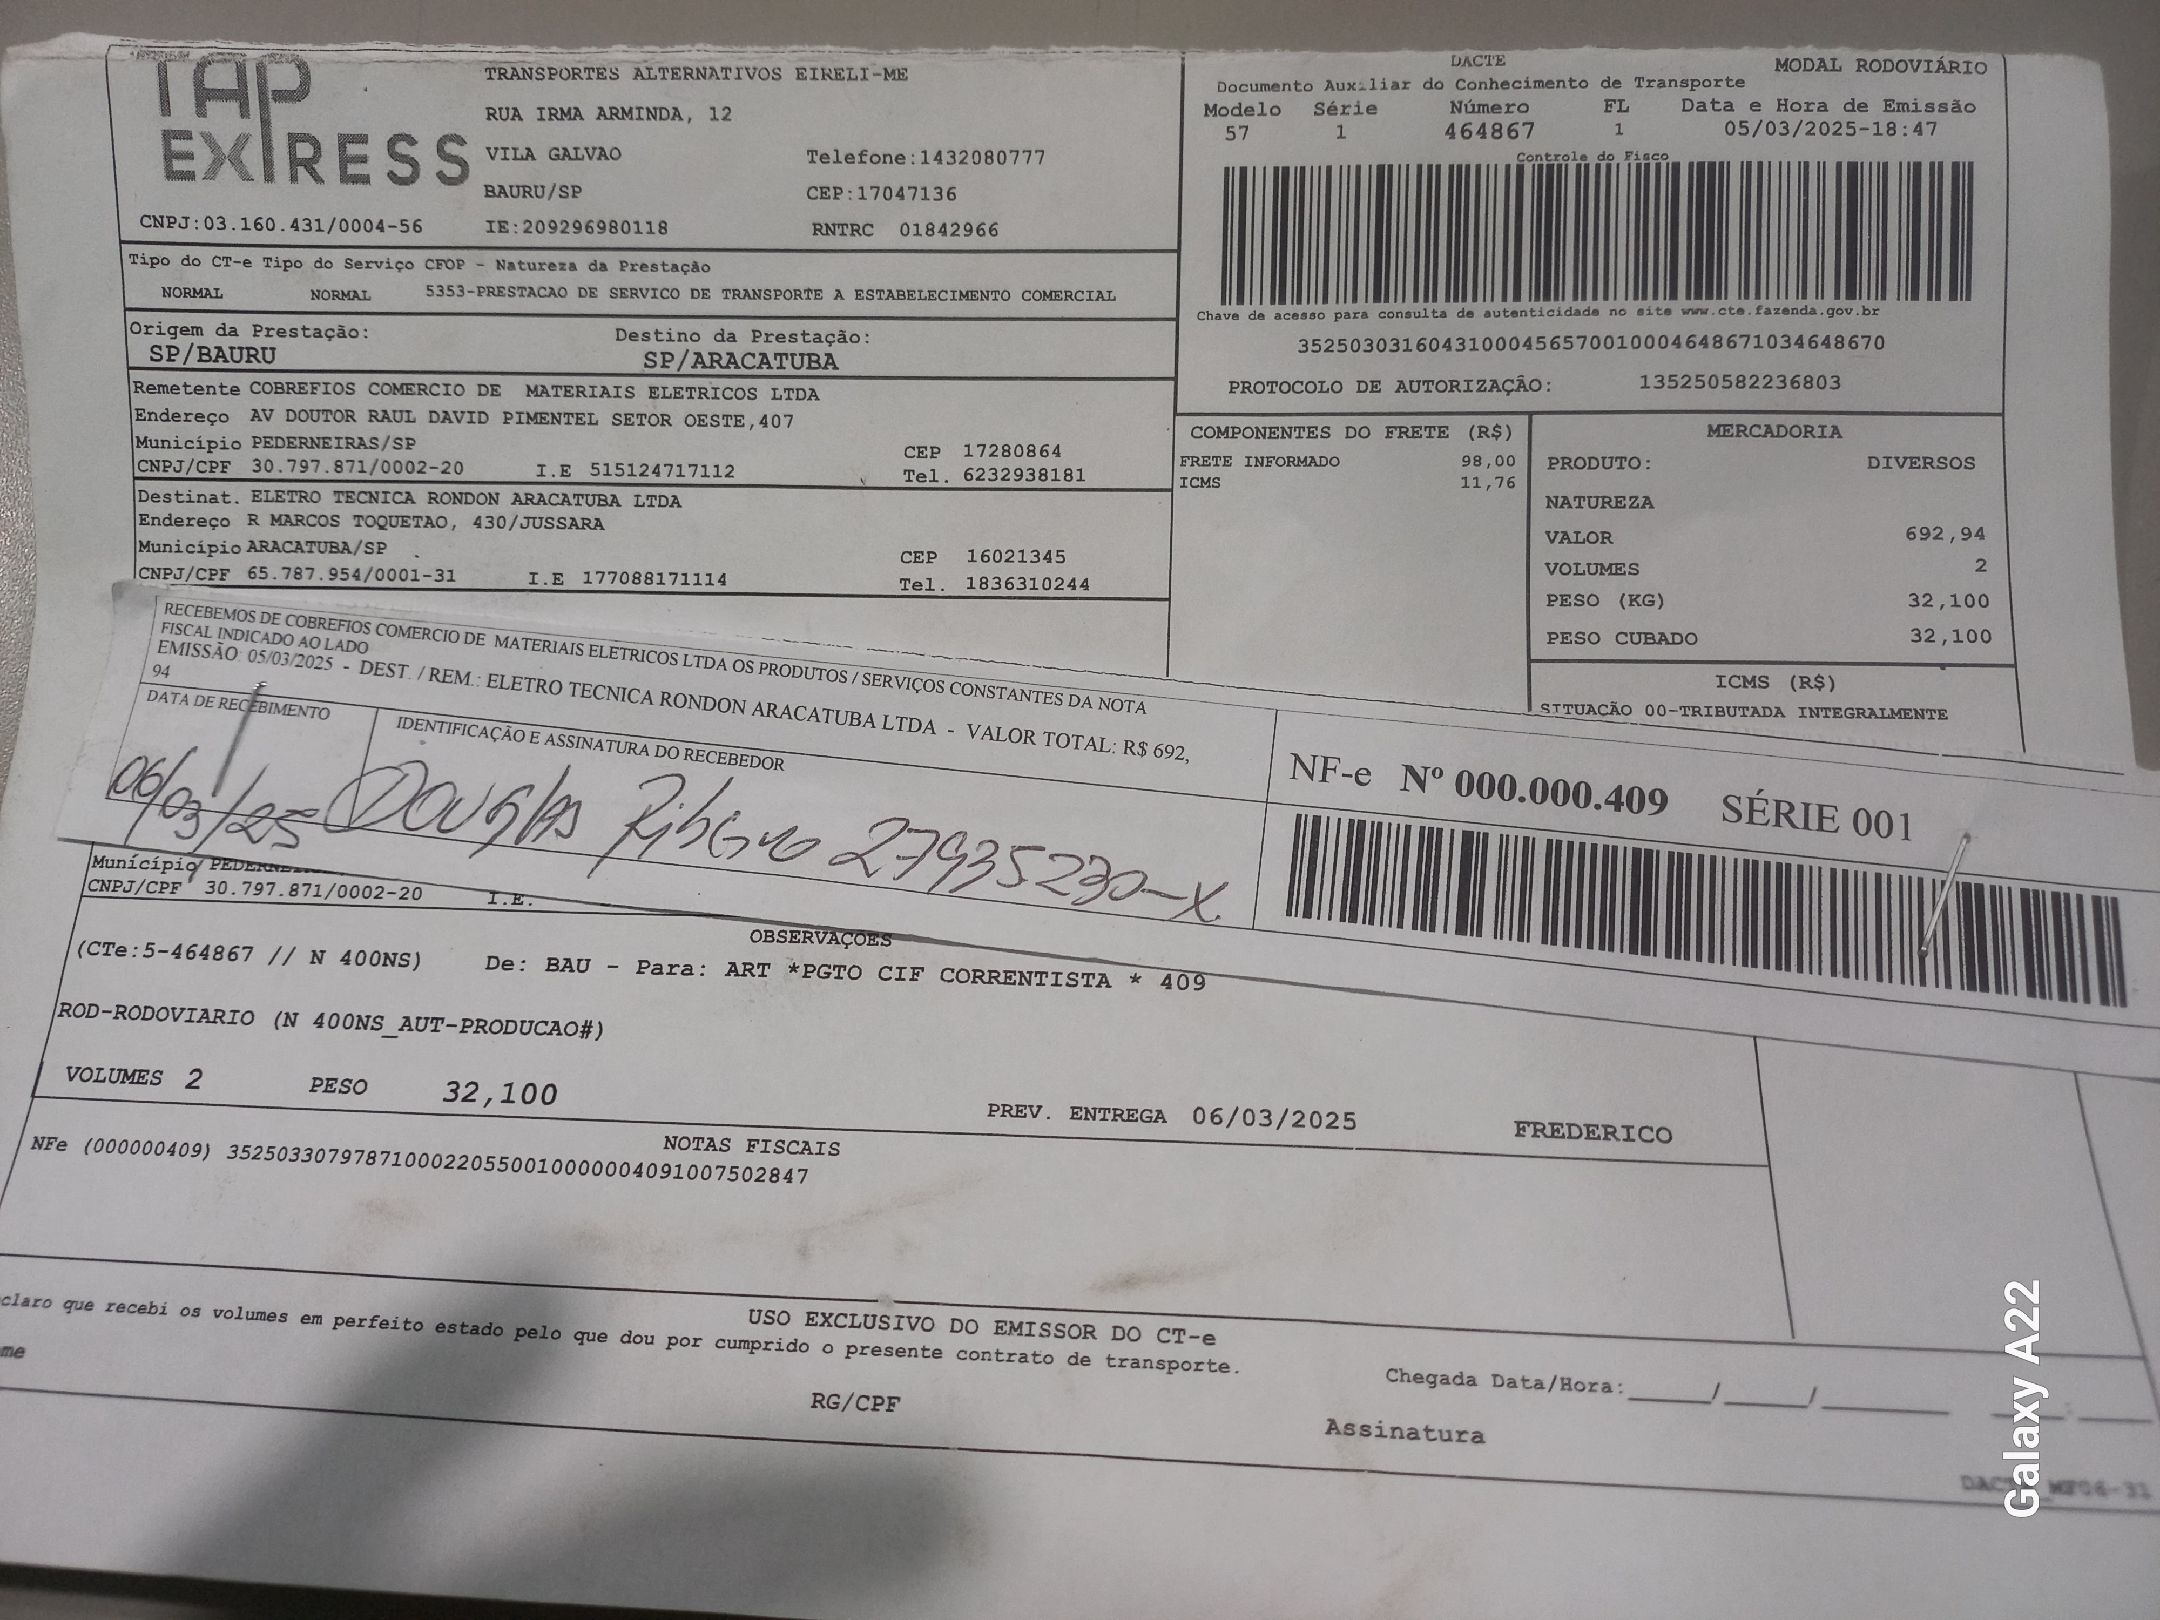 TAP EXPRESS
TRANSPORTES ALTERNATIVOS EIRELI-ME
RUA IRMA ARMINDA, 12
VILA GALVAO Telefone:1432080777
BAURU/SP CEP:17047136
CNPJ:03.160.431/0004-56 IE:209296980118 RNTRC 01842966
DACTE
MODAL RODOVIÁRIO
Documento Auxiliar do Conhecimento de Transporte
Modelo Série Número FL Data e Hora de Emissão
57 1 464867 1 05/03/2025-18:47
Controle do Fisco
Chave de acesso para consulta de autenticidade no site www.cte.fazenda.gov.br
35250303160431000456570010004648671034648670
PROTOCOLO DE AUTORIZAÇÃO: 135250582236803
Tipo do CT-e Tipo do Serviço CFOP - Natureza da Prestação
NORMAL NORMAL 5353-PRESTACAO DE SERVICO DE TRANSPORTE A ESTABELECIMENTO COMERCIAL
Origem da Prestação: Destino da Prestação:
SP/BAURU SP/ARACATUBA
Remetente COBREFIOS COMERCIO DE MATERIAIS ELETRICOS LTDA
Endereço AV DOUTOR RAUL DAVID PIMENTEL SETOR OESTE,407
Município PEDERNEIRAS/SP CEP 17280864
CNPJ/CPF 30.797.871/0002-20 I.E 515124717112 Tel. 6232938181
Destinat. ELETRO TECNICA RONDON ARACATUBA LTDA
Endereço R MARCOS TOQUETAO, 430/JUSSARA
Município ARACATUBA/SP CEP 16021345
CNPJ/CPF 65.787.954/0001-31 I.E 177088171114 Tel. 1836310244
COMPONENTES DO FRETE (R$)
FRETE INFORMADO 98,00
ICMS 11,76
MERCADORIA
PRODUTO: DIVERSOS
NATUREZA
VALOR 692,94
VOLUMES 2
PESO (KG) 32,100
PESO CUBADO 32,100
ICMS (R$)
SITUAÇÃO 00-TRIBUTADA INTEGRALMENTE
RECEBEMOS DE COBREFIOS COMERCIO DE MATERIAIS ELETRICOS LTDA OS PRODUTOS / SERVIÇOS CONSTANTES DA NOTA
FISCAL INDICADO AO LADO
EMISSÃO: 05/03/2025 - DEST. / REM.: ELETRO TECNICA RONDON ARACATUBA LTDA - VALOR TOTAL: R$ 692,
94
DATA DE RECEBIMENTO IDENTIFICAÇÃO E ASSINATURA DO RECEBEDOR
06/03/25 Douglas Ribeiro 27935230-X.
NF-e Nº 000.000.409 SÉRIE 001
Município PEDERNE
CNPJ/CPF 30.797.871/0002-20 I.E.
OBSERVAÇÕES
(CTe:5-464867 // N 400NS) De: BAU - Para: ART *PGTO CIF CORRENTISTA * 409
ROD-RODOVIARIO (N 400NS_AUT-PRODUCAO#)
VOLUMES 2 PESO 32,100 PREV. ENTREGA 06/03/2025 FREDERICO
NOTAS FISCAIS
NFe (000000409) 35250330797871000220550010000004091007502847
USO EXCLUSIVO DO EMISSOR DO CT-e
claro que recebi os volumes em perfeito estado pelo que dou por cumprido o presente contrato de transporte.
me RG/CPF Assinatura
Chegada Data/Hora:_____/_____/_______ ___:____
Galaxy A22